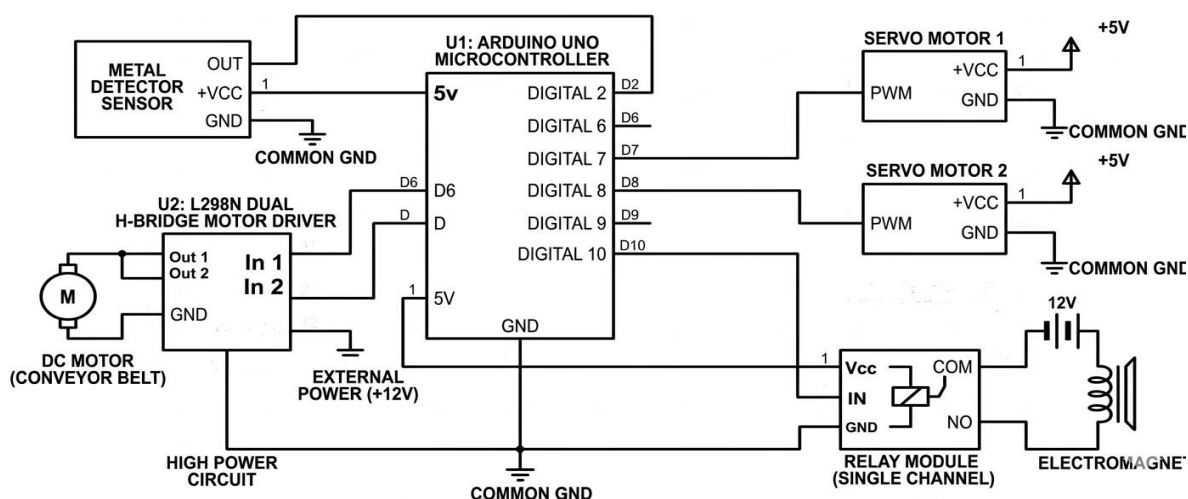 U1: ARDUINO UNO
MICROCONTROLLER
METAL
DETECTOR
SENSOR
OUT
+VCC
GND
1
COMMON GND
5v
DIGITAL 2
D2
DIGITAL 6
D6
DIGITAL 7
D7
DIGITAL 8
D8
DIGITAL 9
D9
DIGITAL 10
D10
D6
D6
D
D
1
5V
GND
SERVO MOTOR 1
PWM
+VCC
GND
1
+5V
COMMON GND
SERVO MOTOR 2
PWM
+VCC
GND
1
+5V
COMMON GND
U2: L298N DUAL
H-BRIDGE MOTOR DRIVER
Out 1
Out 2
GND
In 1
In 2
M
DC MOTOR
(CONVEYOR BELT)
EXTERNAL
POWER (+12V)
HIGH POWER
CIRCUIT
COMMON GND
1
Vcc
IN
GND
COM
NO
RELAY MODULE
(SINGLE CHANNEL)
12V
ELECTROMAGNET